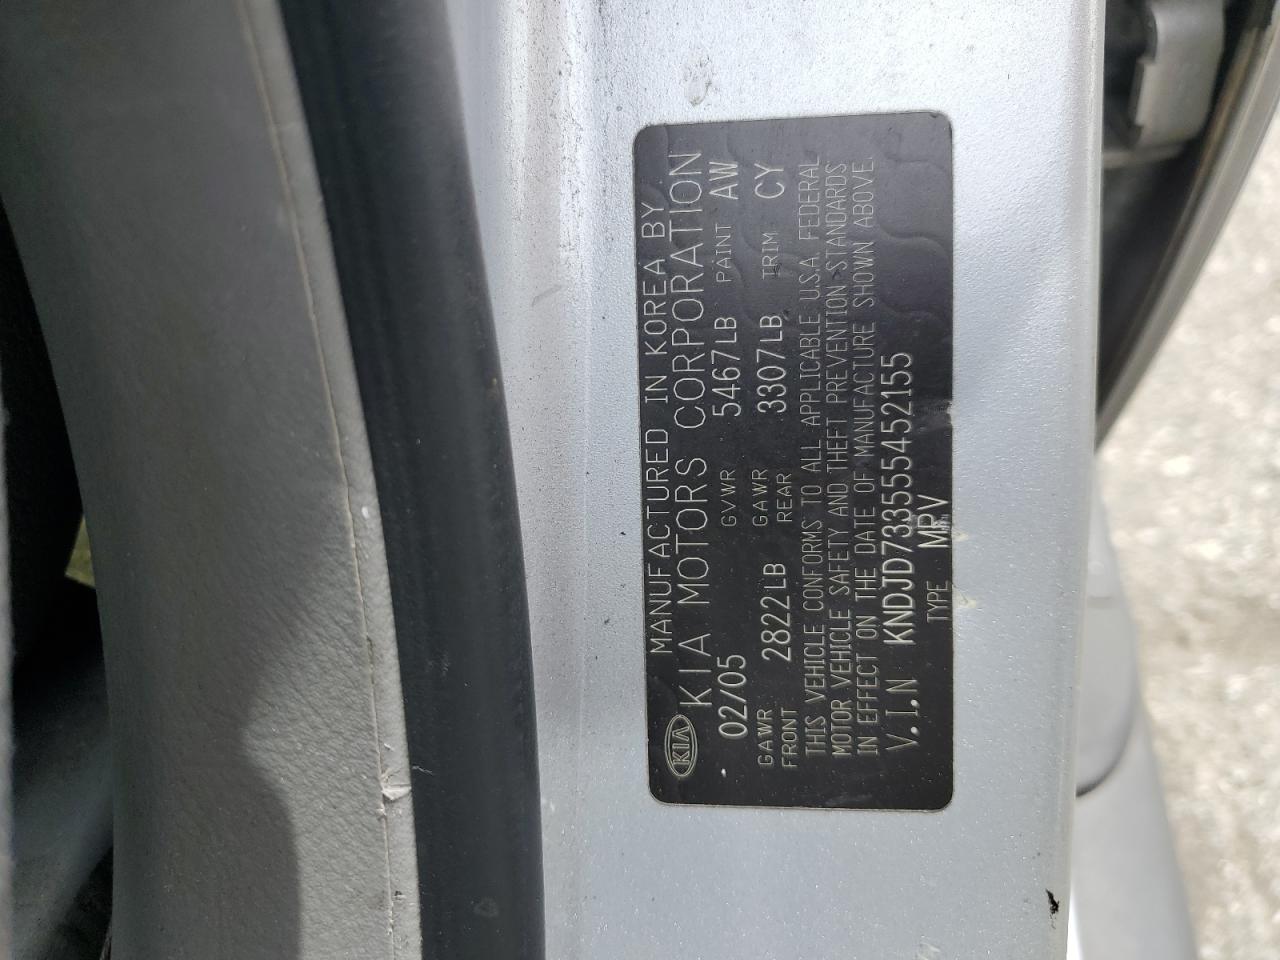 KIA
MANUFACTURED IN KOREA BY
KIA MOTORS CORPORATION
02/05 GVWR 5467LB PAINT AW
GAWR FRONT 2822LB GAWR REAR 3307LB TRIM CY
THIS VEHICLE CONFORMS TO ALL APPLICABLE U.S.A. FEDERAL
MOTOR VEHICLE SAFETY AND THEFT PREVENTION STANDARDS
IN EFFECT ON THE DATE OF MANUFACTURE SHOWN ABOVE.
V.I.N KNDJD733555452155
TYPE MPV